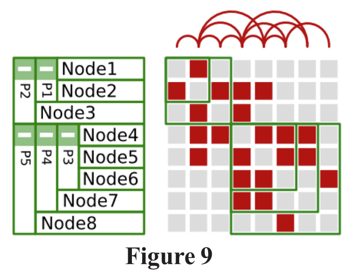 Node1
P2 P1 Node2
Node3
Node4
P5 P4 P3 Node5
Node6
Node7
Node8
Figure 9